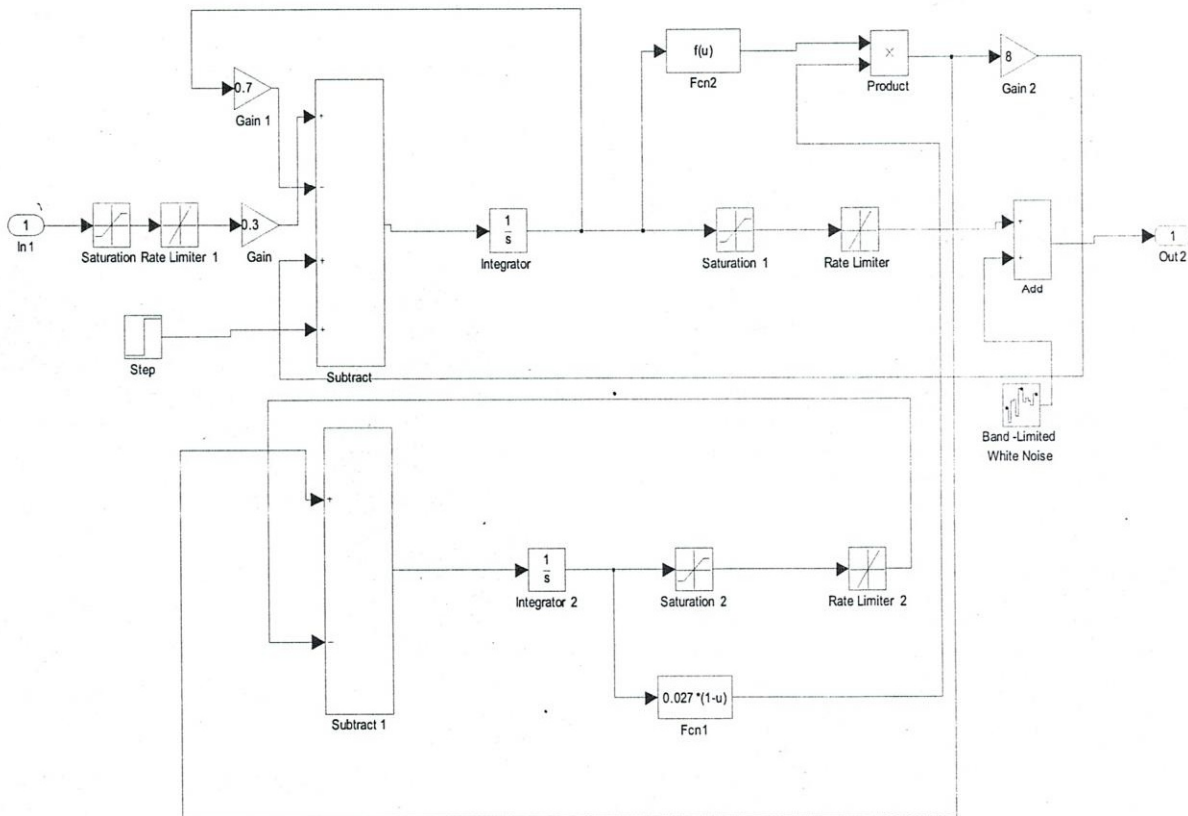 f(u)
Fcn2
×
Product
8
Gain 2
0.7
Gain 1
+
−
+
+
Subtract
1
In 1
Saturation
Rate Limiter 1
0.3
Gain
Step
1
s
Integrator
Saturation 1
Rate Limiter
+
+
Add
1
Out 2
Band -Limited
White Noise
+
−
Subtract 1
1
s
Integrator 2
Saturation 2
Rate Limiter 2
0.027 *(1-u)
Fcn1